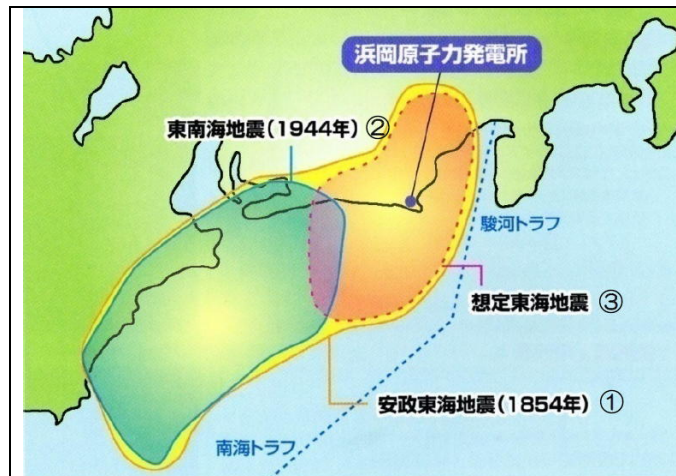 浜岡原子力発電所
東南海地震(1944年) ②
駿河トラフ
想定東海地震 ③
安政東海地震(1854年) ①
南海トラフ